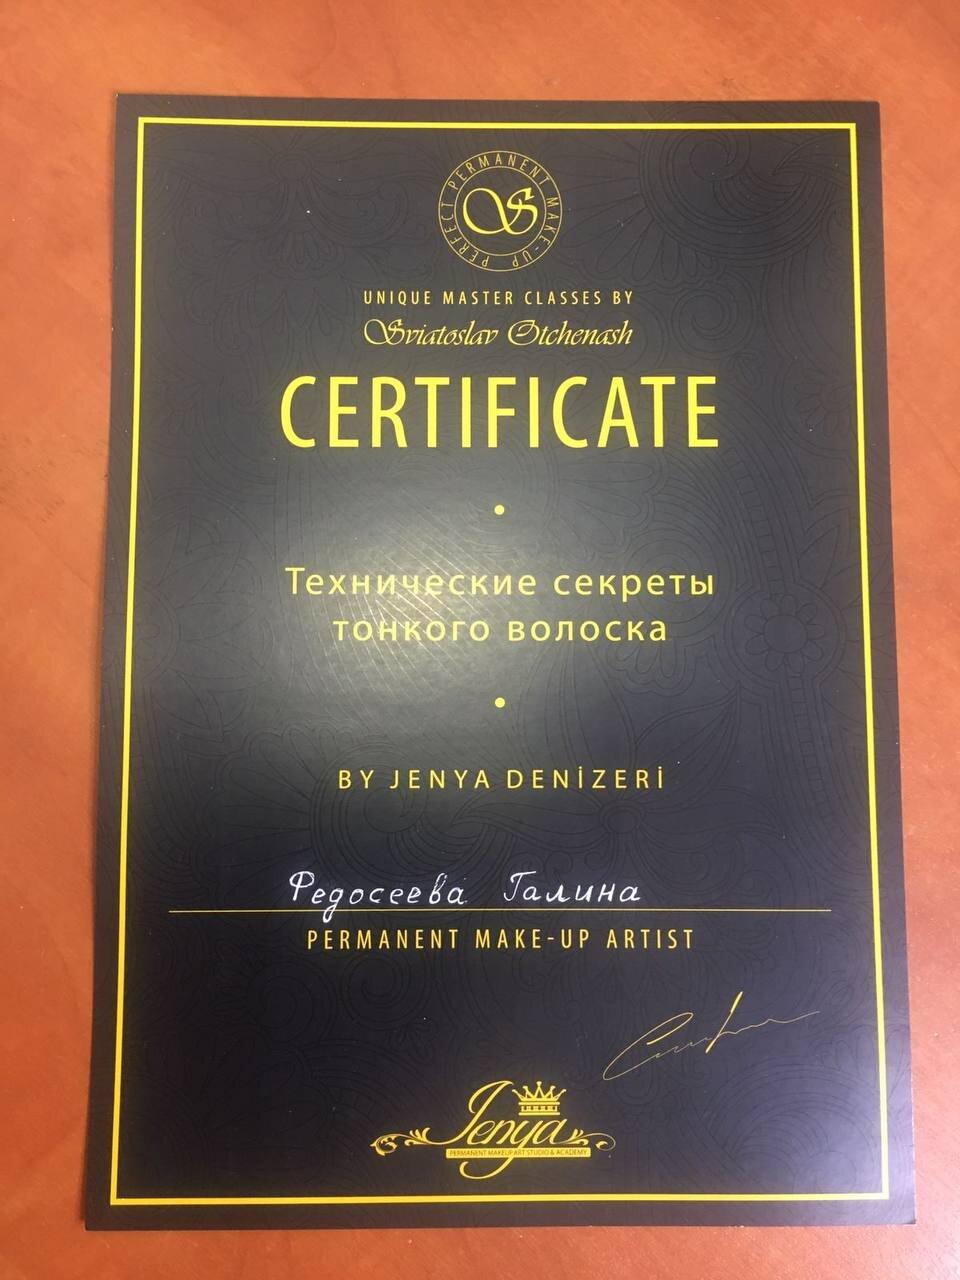 PERFECT PERMANENT MAKE-UP
S
UNIQUE MASTER CLASSES BY
Sviatoslav Otchenash
CERTIFICATE
Технические секреты
тонкого волоска
BY JENYA DENİZERİ
Федосеева Галина
PERMANENT MAKE-UP ARTIST
Jenya
PERMANENT MAKEUP ART STUDIO & ACADEMY